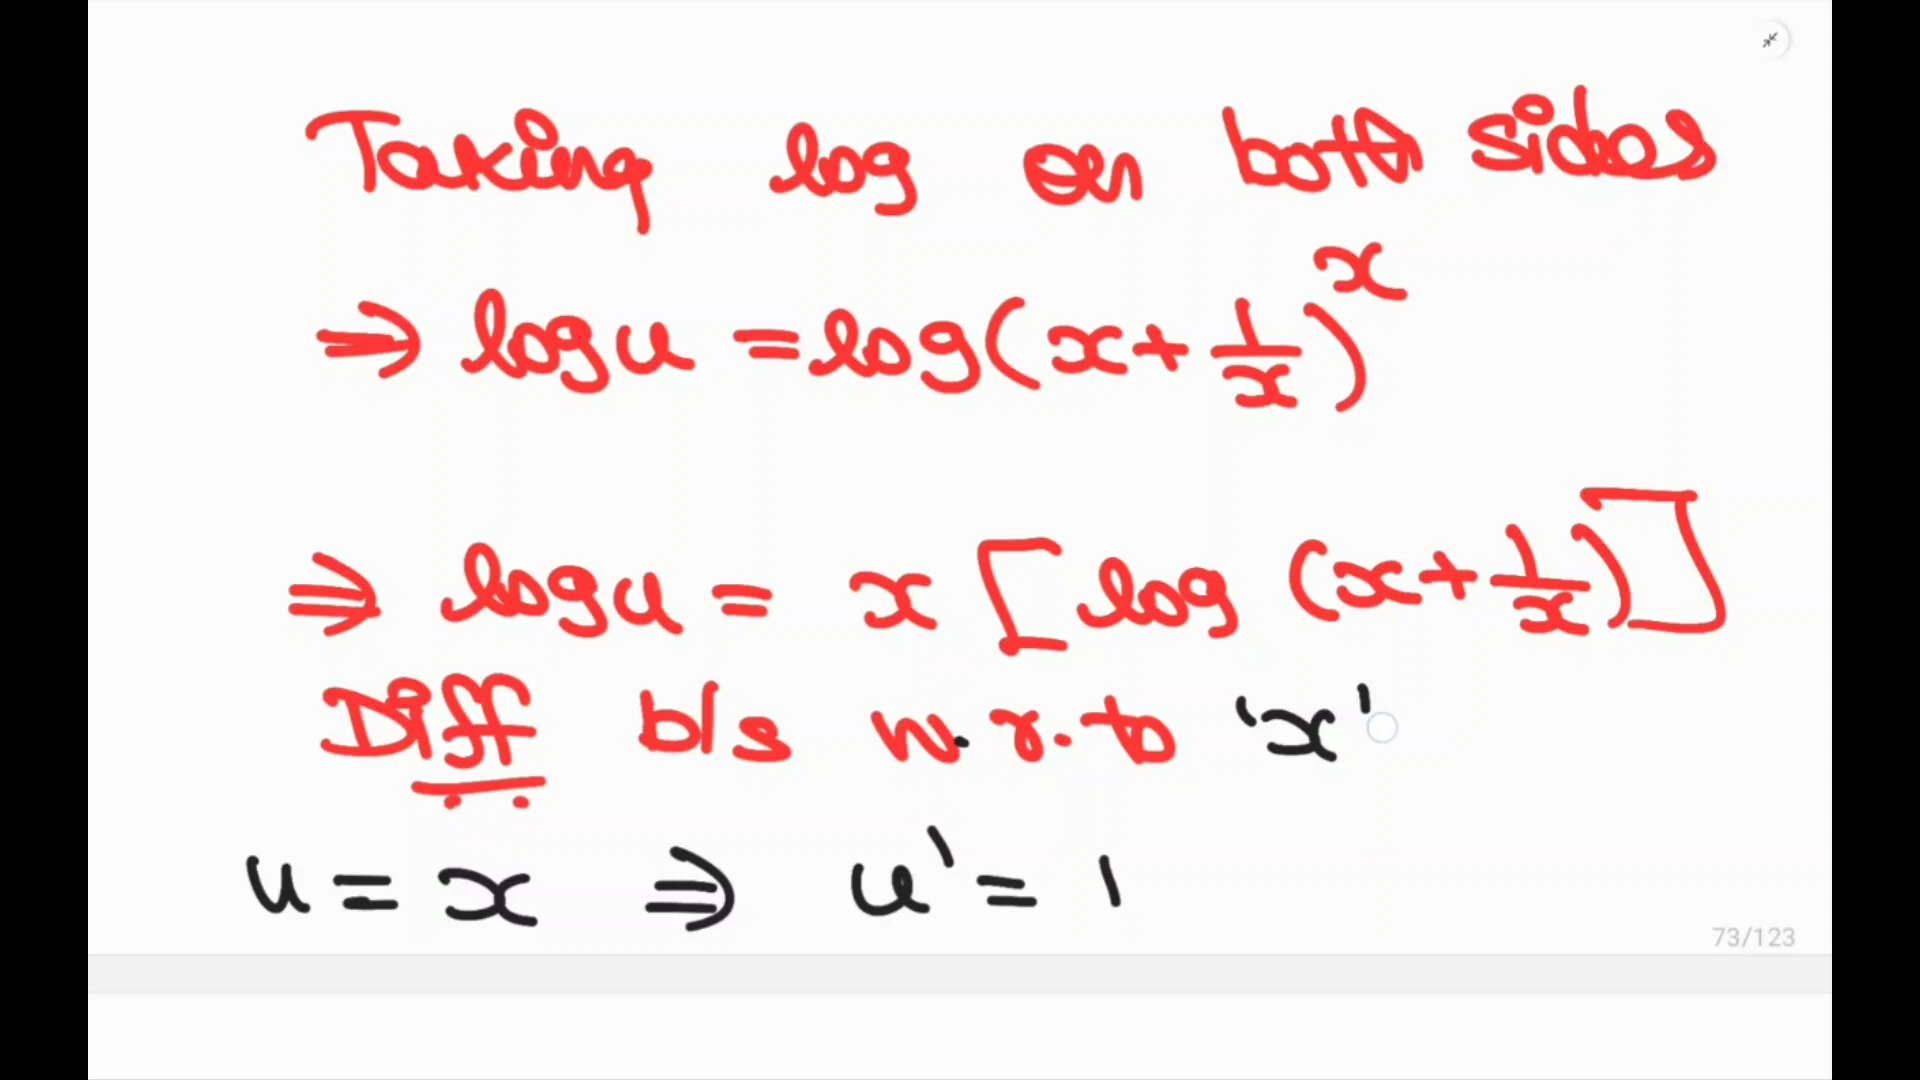 Taking log on both sides
⇒ log u = log(x+1/x)^x
⇒ log u = x [log (x+1/x)]
Diff b/s w.r.to 'x'
u = x ⇒ u' = 1
73/123